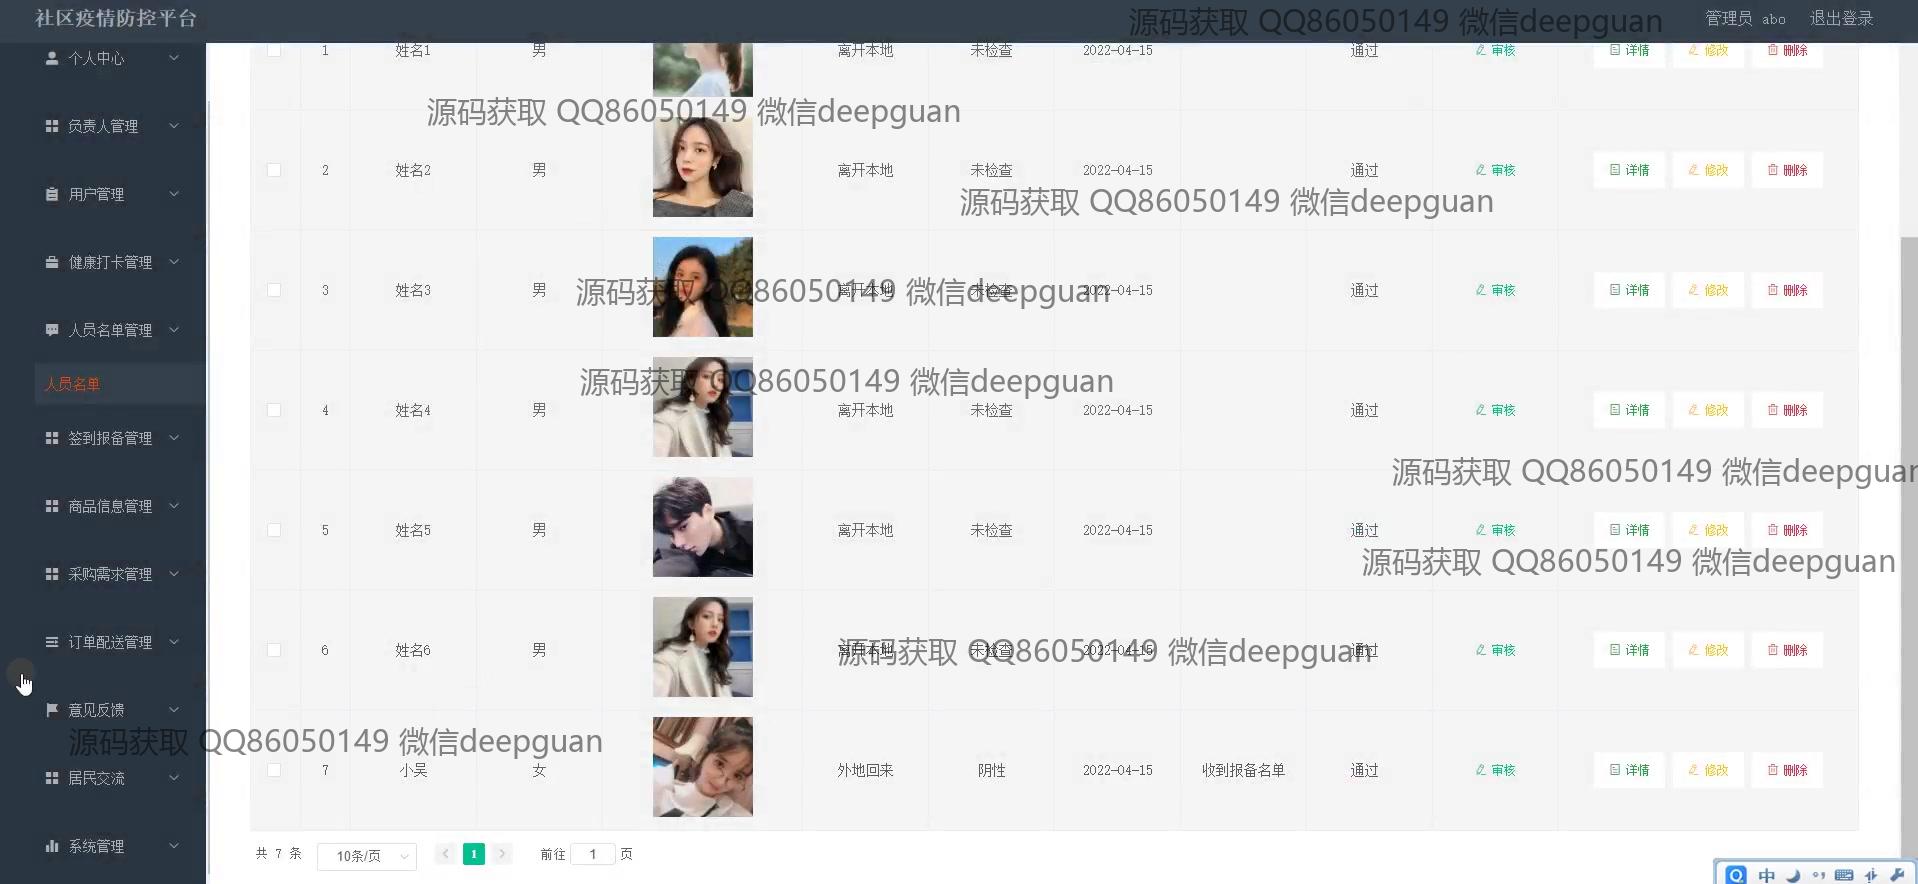 社区疫情防控平台
源码获取 QQ86050149 微信deepguan
管理员 abo
退出登录
个人中心
负责人管理
用户管理
健康打卡管理
人员名单管理
人员名单
签到报备管理
商品信息管理
采购需求管理
订单配送管理
意见反馈
居民交流
系统管理
1 姓名1 男 离开本地 未检查 2022-04-15 通过 审核 详情 修改 删除
源码获取 QQ86050149 微信deepguan
2 姓名2 男 离开本地 未检查 2022-04-15 通过 审核 详情 修改 删除
源码获取 QQ86050149 微信deepguan
3 姓名3 男 离开本地 未检查 2022-04-15 通过 审核 详情 修改 删除
源码获取 QQ86050149 微信deepguan
源码获取 QQ86050149 微信deepguan
4 姓名4 男 离开本地 未检查 2022-04-15 通过 审核 详情 修改 删除
源码获取 QQ86050149 微信deepguan
5 姓名5 男 离开本地 未检查 2022-04-15 通过 审核 详情 修改 删除
源码获取 QQ86050149 微信deepguan
6 姓名6 男 离开本地 未检查 2022-04-15 通过 审核 详情 修改 删除
源码获取 QQ86050149 微信deepguan
源码获取 QQ86050149 微信deepguan
7 小吴 女 外地回来 阴性 2022-04-15 收到报备名单 通过 审核 详情 修改 删除
共 7 条 10条/页 1 前往 1 页
中